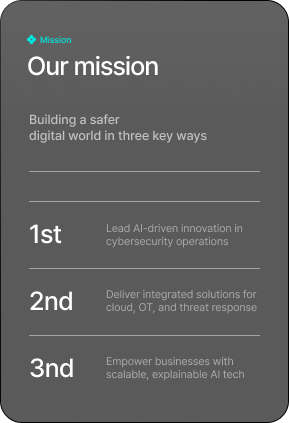 Mission
Our mission
Building a safer
digital world in three key ways
1st
Lead AI-driven innovation in
cybersecurity operations
2nd
Deliver integrated solutions for
cloud, OT, and threat response
3rd
Empower businesses with
scalable, explainable AI tech